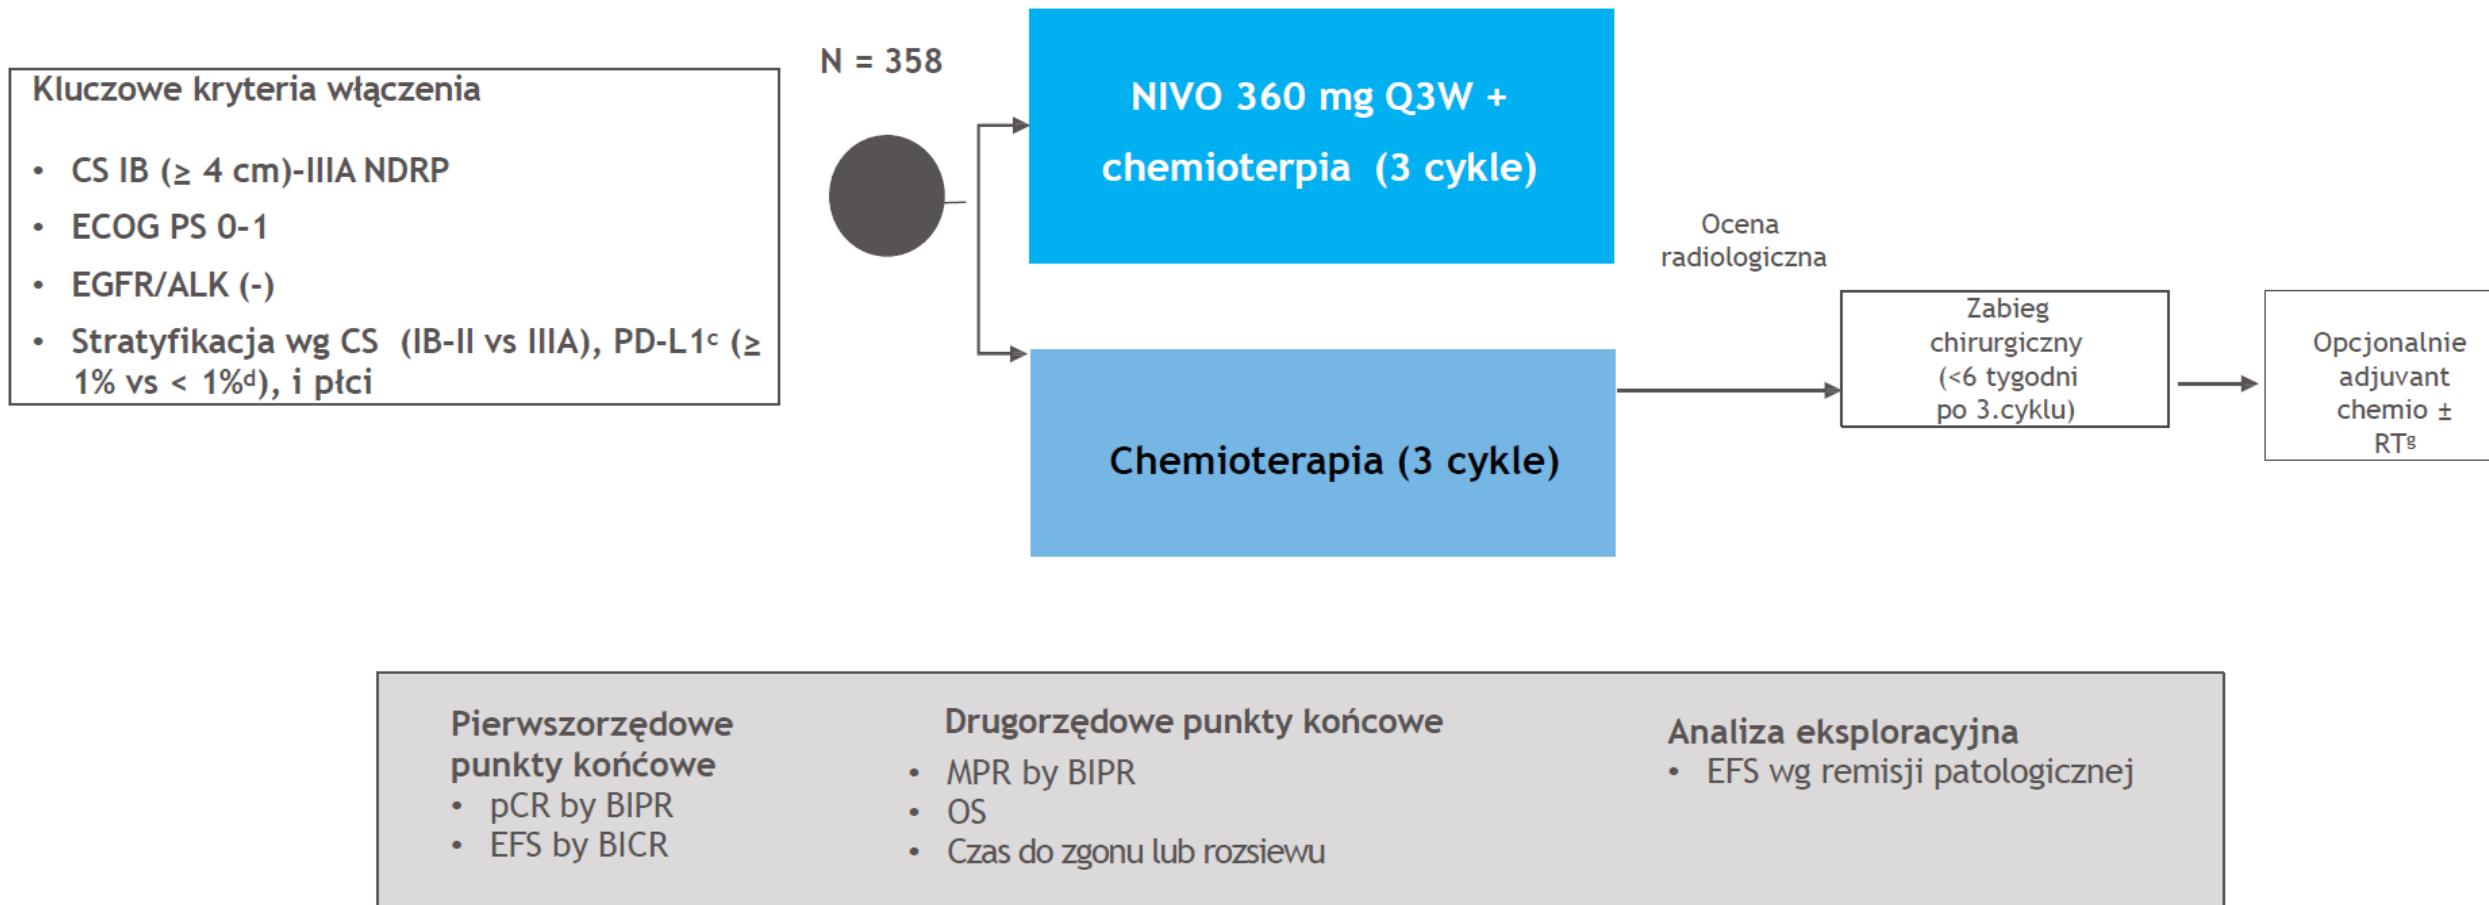 Kluczowe kryteria włączenia
• CS IB (≥ 4 cm)-IIIA NDRP
• ECOG PS 0-1
• EGFR/ALK (-)
• Stratyfikacja wg CS (IB-II vs IIIA), PD-L1ᶜ (≥
1% vs < 1%ᵈ), i płci
N = 358
NIVO 360 mg Q3W +
chemioterpia (3 cykle)
Chemioterapia (3 cykle)
Ocena
radiologiczna
Zabieg
chirurgiczny
(<6 tygodni
po 3.cyklu)
Opcjonalnie
adjuvant
chemio ±
RTᵍ
Pierwszorzędowe
punkty końćowe
• pCR by BIPR
• EFS by BICR
Drugorzędowe punkty końcowe
• MPR by BIPR
• OS
• Czas do zgonu lub rozsiewu
Analiza eksploracyjna
• EFS wg remisji patologicznej